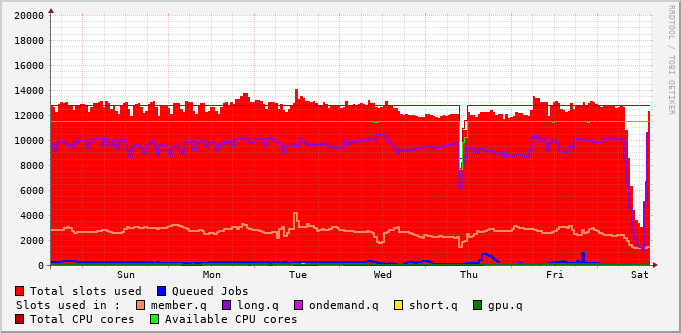 RRDTOOL / TOBI OETIKER
20000
18000
16000
14000
12000
10000
8000
6000
4000
2000
0
Sun Mon Tue Wed Thu Fri Sat
Total slots used Queued Jobs
Slots used in : member.q long.q ondemand.q short.q gpu.q
Total CPU cores Available CPU cores